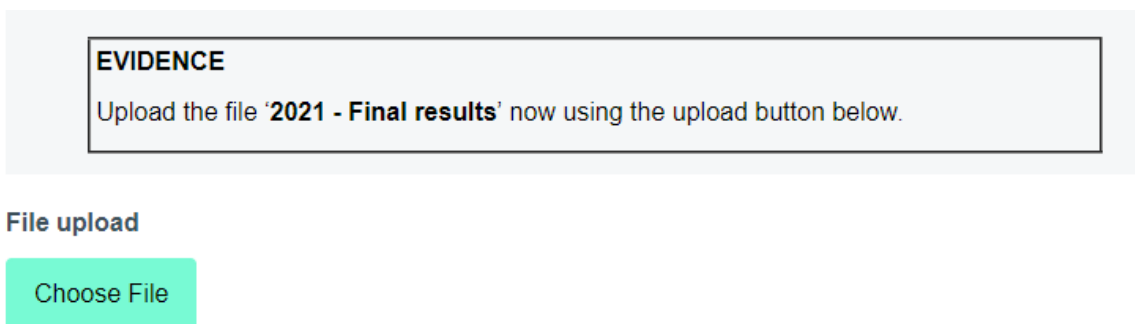 EVIDENCE
Upload the file ‘2021 - Final results’ now using the upload button below.
File upload
Choose File